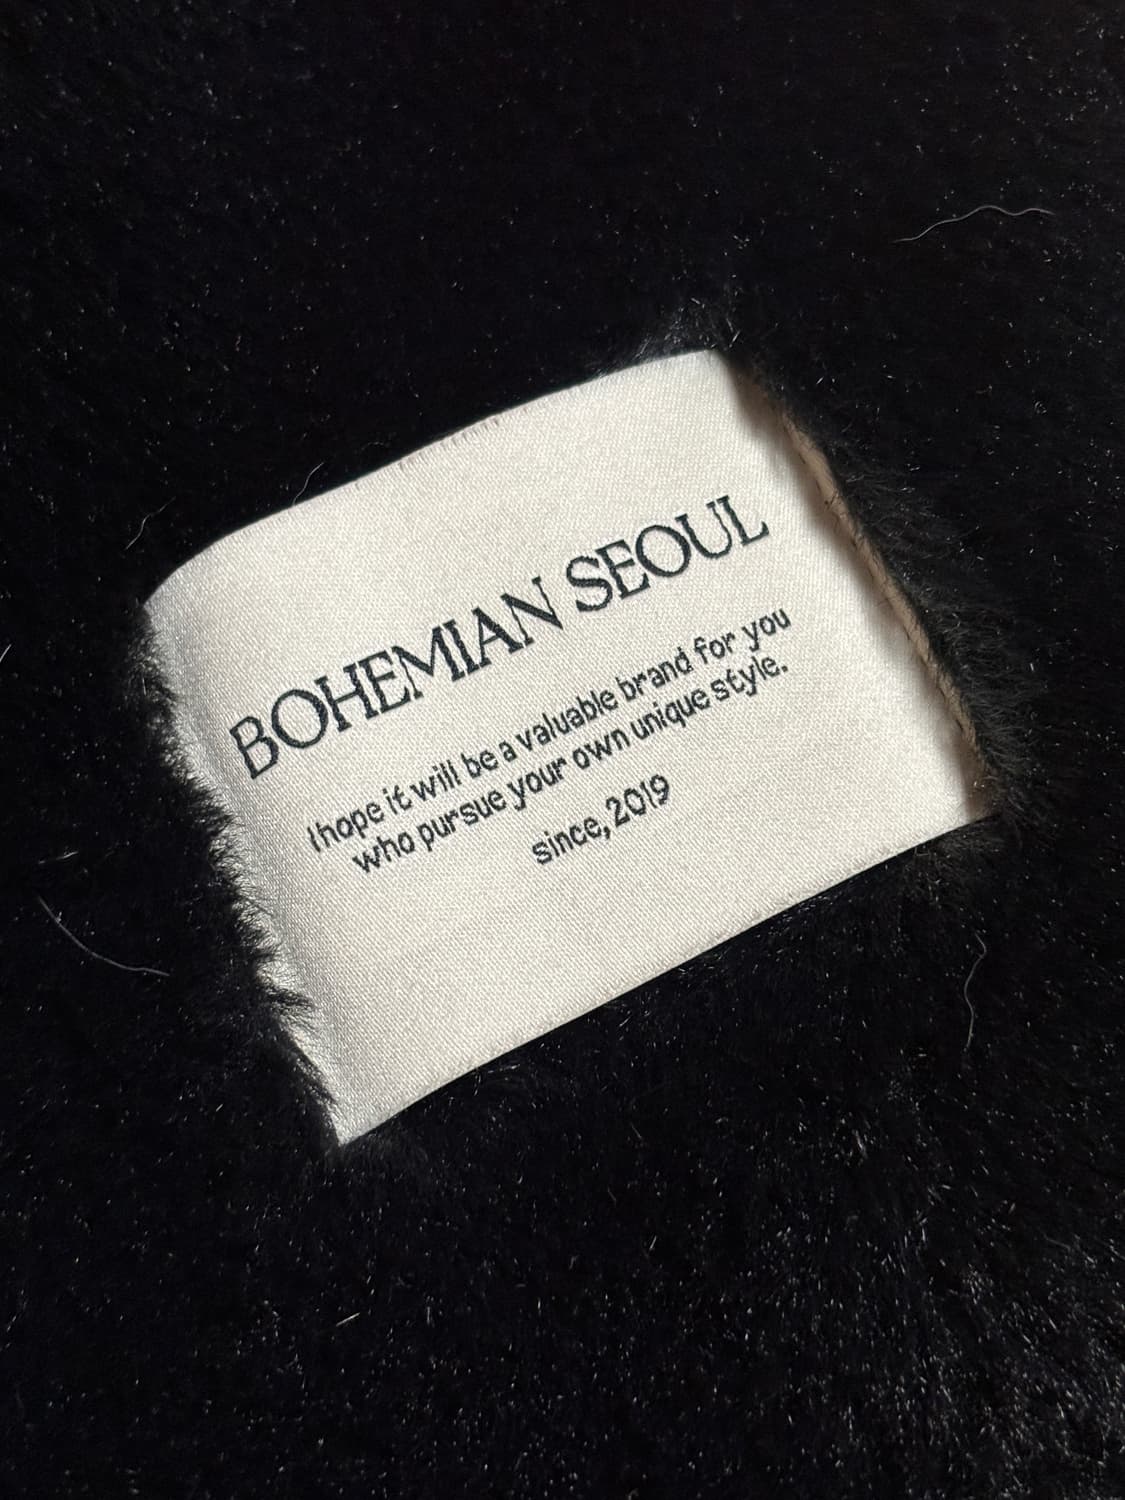 BOHEMIAN SEOUL
I hope it will be a valuable brand for you
who pursue your own unique style.
since, 2019